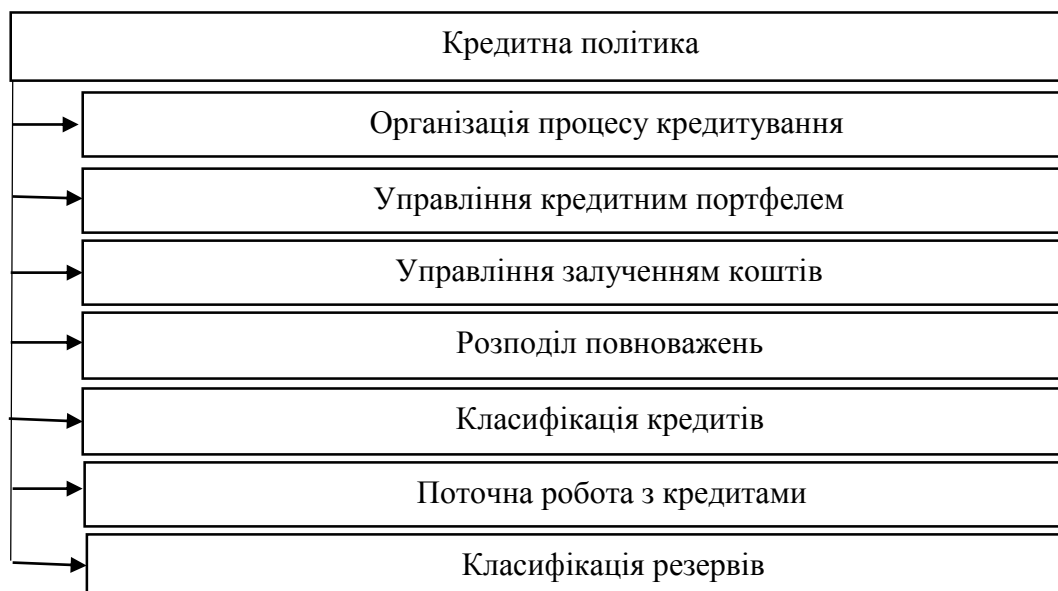 Кредитна політика
Організація процесу кредитування
Управління кредитним портфелем
Управління залученням коштів
Розподіл повноважень
Класифікація кредитів
Поточна робота з кредитами
Класифікація резервів